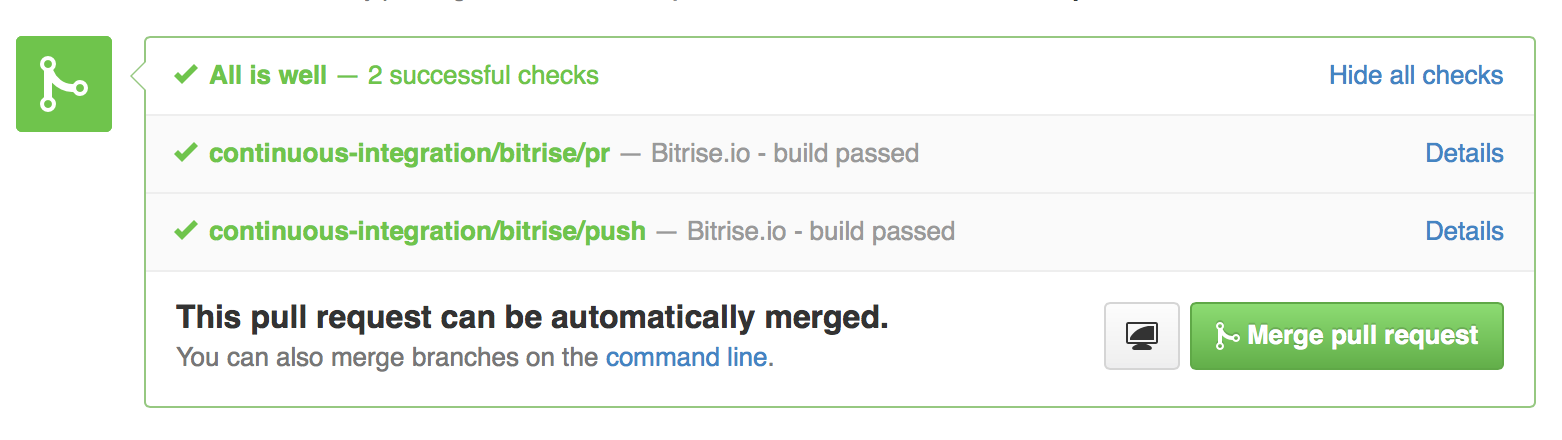 All is well — 2 successful checks Hide all checks
continuous-integration/bitrise/pr — Bitrise.io - build passed Details
continuous-integration/bitrise/push — Bitrise.io - build passed Details
This pull request can be automatically merged.
You can also merge branches on the command line.
Merge pull request